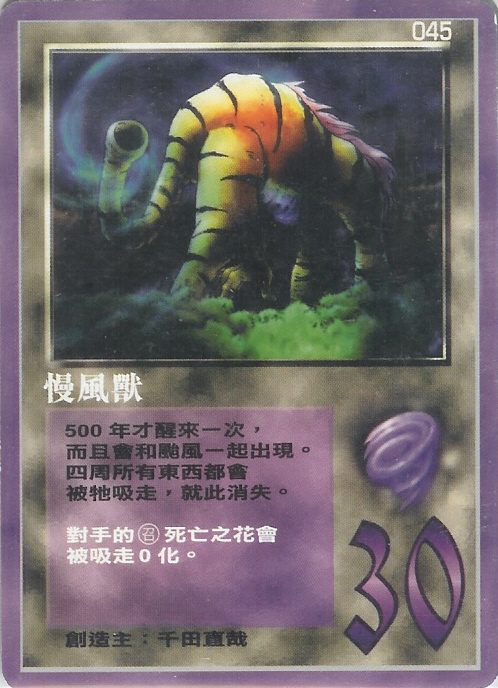 045
慢風獸
500 年才醒來一次，
而且會和颱風一起出現。
四周所有東西都會
被牠吸走，就此消失。
對手的㊁召 死亡之花會
被吸走0 化。
30
創造主：千田直哉